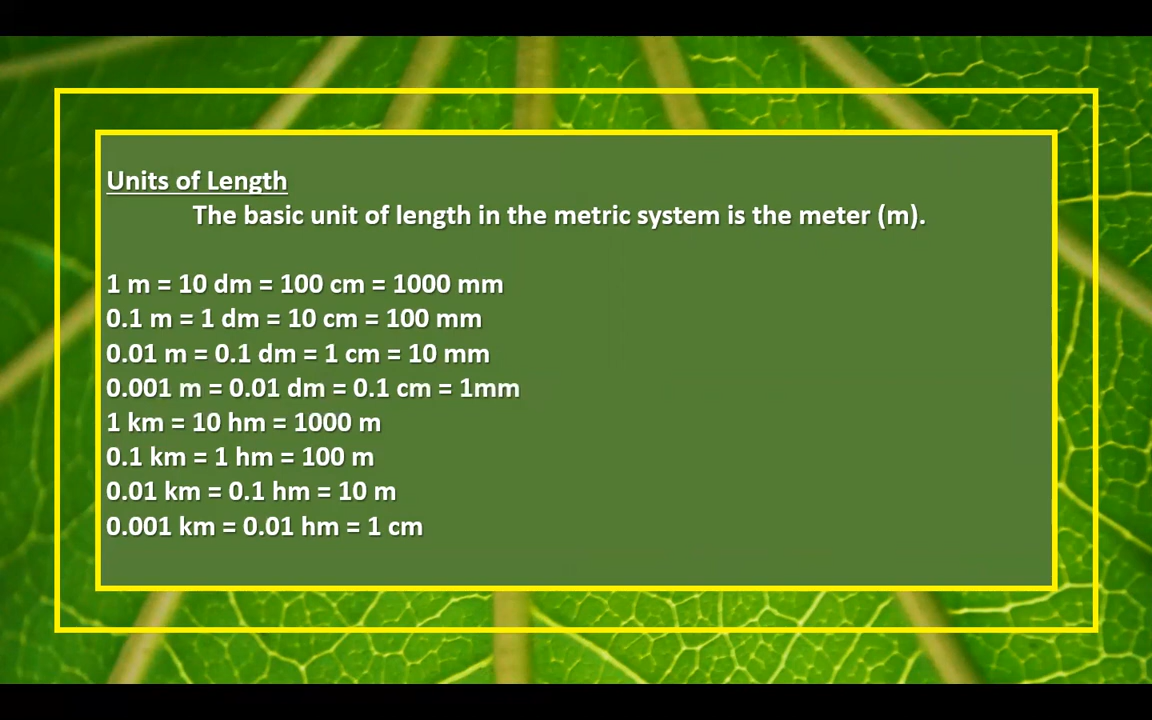 Units of Length
The basic unit of length in the metric system is the meter (m).
1 m = 10 dm = 100 cm = 1000 mm
0.1 m = 1 dm = 10 cm = 100 mm
0.01 m = 0.1 dm = 1 cm = 10 mm
0.001 m = 0.01 dm = 0.1 cm = 1mm
1 km = 10 hm = 1000 m
0.1 km = 1 hm = 100 m
0.01 km = 0.1 hm = 10 m
0.001 km = 0.01 hm = 1 cm